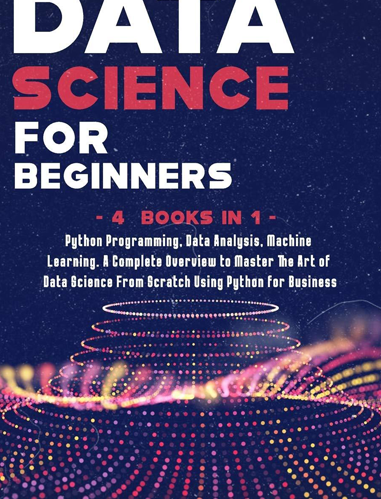 DATA
SCIENCE
FOR
BEGINNERS
- 4 BOOKS IN 1 -
Python Programming, Data Analysis, Machine
Learning. A Complete Overview to Master The Art of
Data Science From Scratch Using Python for Business